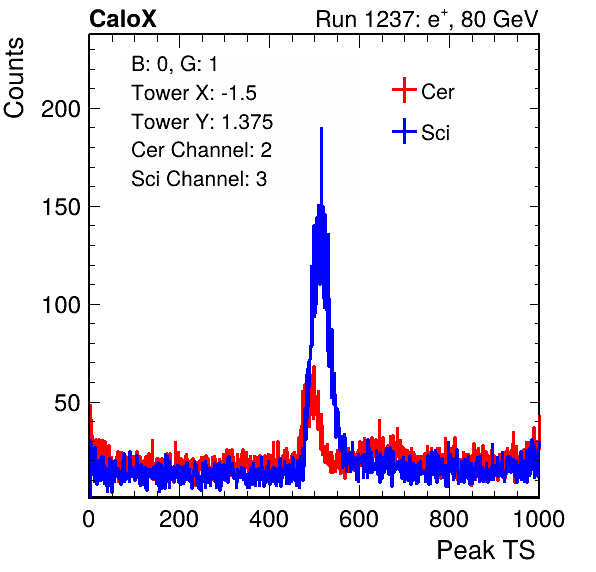 CaloX Run 1237: e⁺, 80 GeV
B: 0, G: 1
Tower X: -1.5
Tower Y: 1.375
Cer Channel: 2
Sci Channel: 3
Cer
Sci
Counts
200
150
100
50
0 200 400 600 800 1000
Peak TS